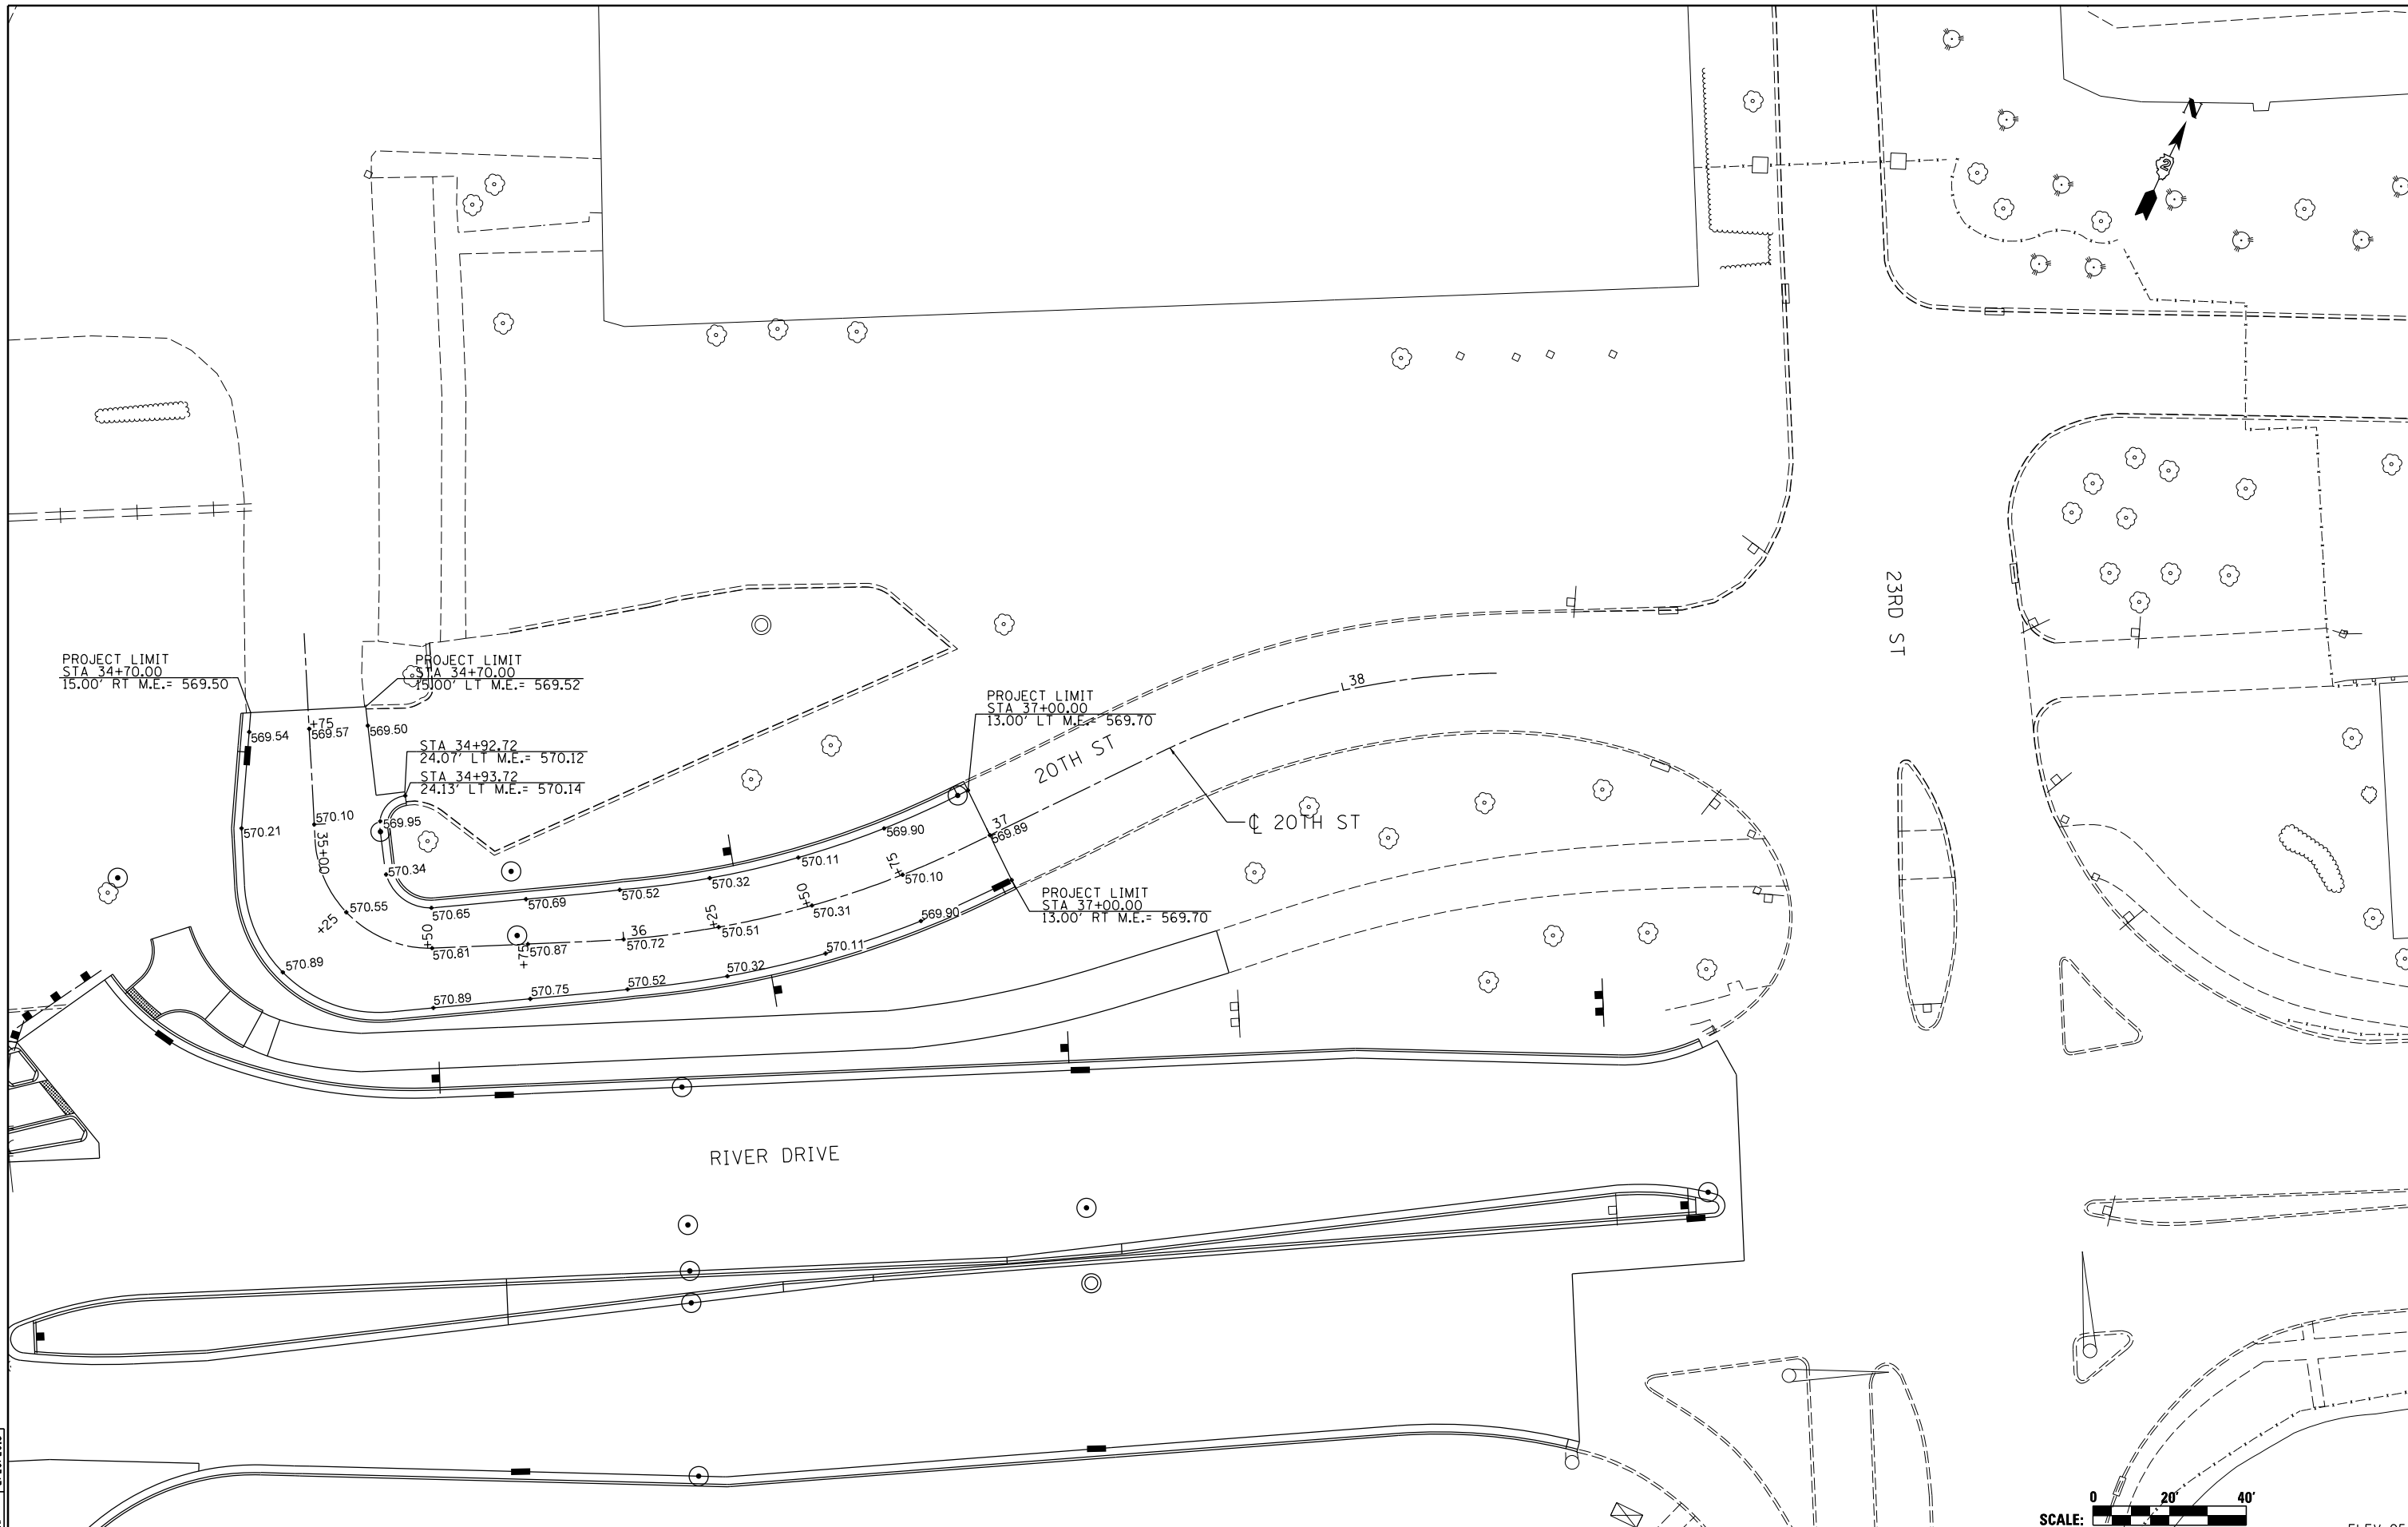 N
2
23RD ST
PROJECT LIMIT
STA 34+70.00
15.00' RT M.E.= 569.50
PROJECT LIMIT
STA 34+70.00
15.00' LT M.E.= 569.52
L 38
PROJECT LIMIT
STA 37+00.00
13.00' LT M.E.= 569.70
+75
569.54
569.57
569.50
STA 34+92.72
24.07' LT M.E.= 570.12
STA 34+93.72
24.13' LT M.E.= 570.14
20TH ST
℄ 20TH ST
570.21
570.10
569.95
35+00
37
569.89
569.90
570.11
+75
570.10
570.34
570.52
570.32
+50
570.31
PROJECT LIMIT
STA 37+00.00
13.00' RT M.E.= 569.70
570.55
+25
570.65
570.69
+25
570.51
569.90
+50
570.81
+75
570.87
36
570.72
570.11
570.89
570.89
570.75
570.52
570.32
RIVER DRIVE
0 20' 40'
SCALE: